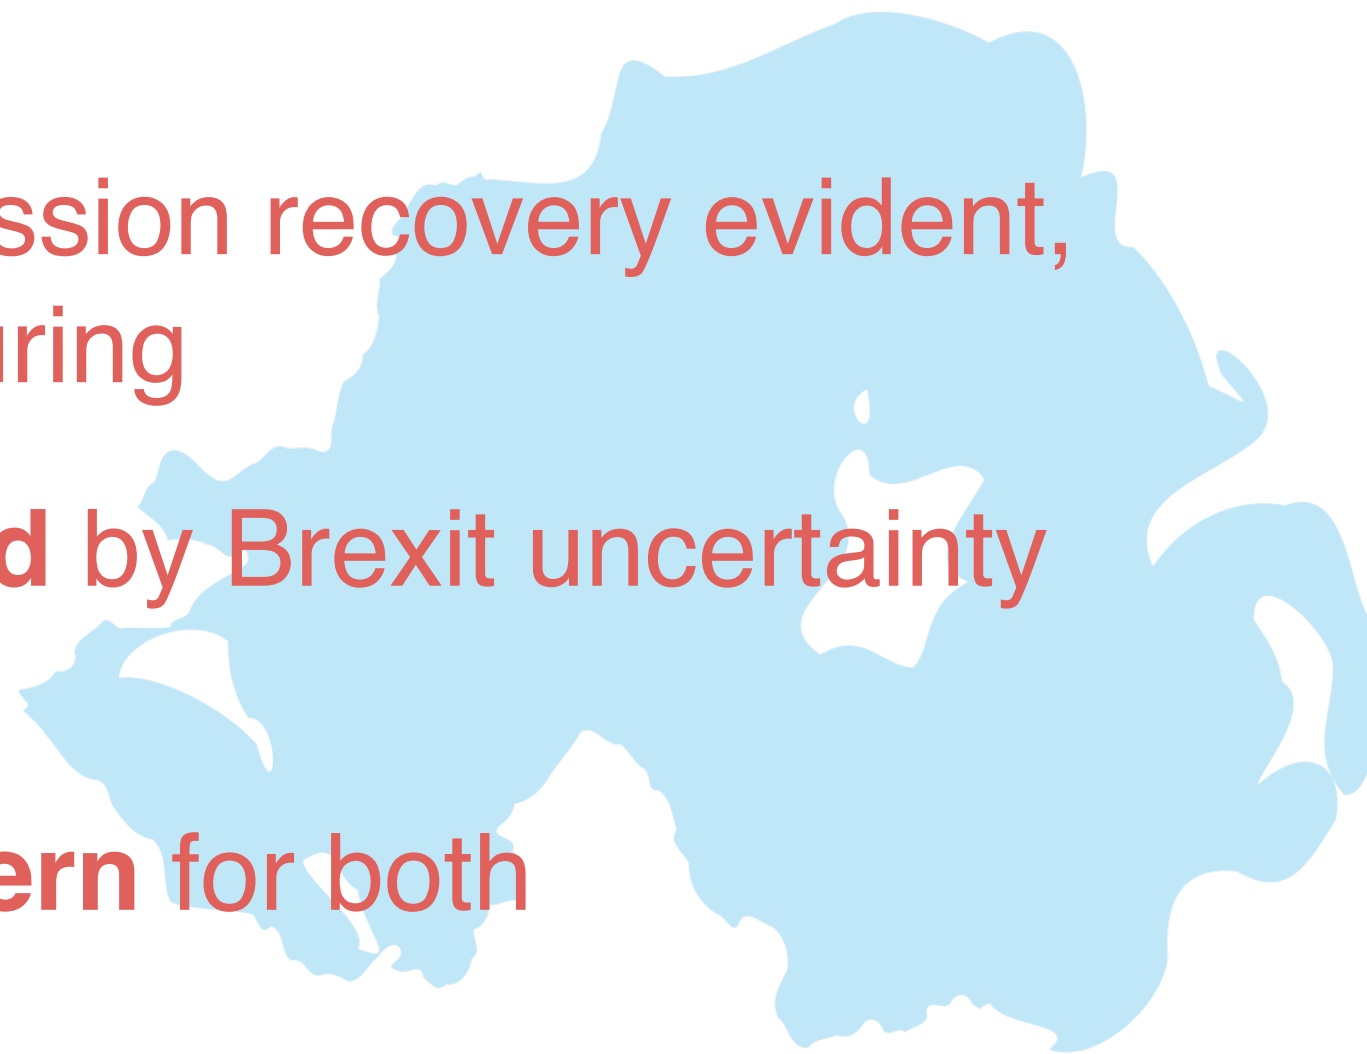 ssion recovery evident,
uring
d by Brexit uncertainty
ern for both